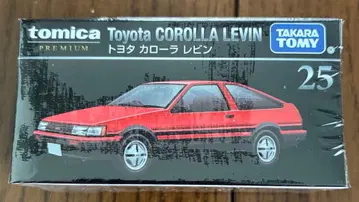 tomica
PREMIUM
Toyota COROLLA LEVIN
トヨタ カローラ レビン
TAKARA
TOMY
25